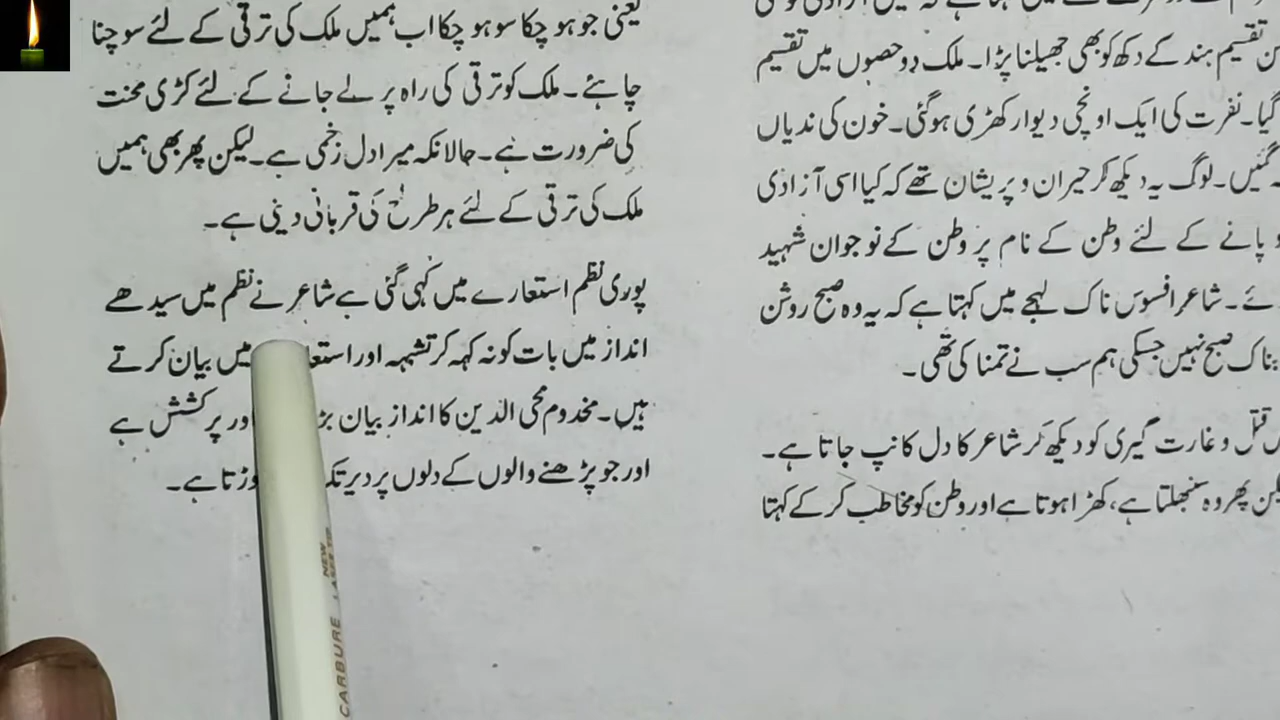 تقسیم ہند کے دکھ کو بھی جھیلنا پڑا۔ ملک دو حصوں میں تقسیم
گیا۔ نفرت کی ایک اونچی دیوار کھڑی ہوگئی۔ خون کی ندیاں
گئیں۔ لوگ یہ دیکھ کر حیران و پریشان تھے کہ کیا اسی آزادی
پانے کے لئے وطن کے نام پر وطن کے نوجوان شہید
شاعر افسوس ناک لہجے میں کہتا ہے کہ یہ وہ صبح روشن
صبح نہیں جسکی ہم سب نے تمنا کی تھی۔
قتل و غارت گیری کو دیکھ کر شاعر کا دل کانپ جاتا ہے۔
پھر وہ سنبھلتا ہے، کھڑا ہوتا ہے اور وطن کو مخاطب کر کے کہتا
یعنی جو ہو چکا سو ہو چکا اب ہمیں ملک کی ترقی کے لئے سوچنا
چاہئے۔ ملک کو ترقی کی راہ پر لے جانے کے لئے کڑی محنت
کی ضرورت ہے۔ حالانکہ میرا دل زخمی ہے۔ لیکن پھر بھی ہمیں
ملک کی ترقی کے لئے ہر طرح کی قربانی دینی ہے۔
پوری نظم استعارے میں کہی گئی ہے شاعر نے نظم میں سیدھے
انداز میں بات کو نہ کہہ کر تشبہہ اور میں بیان کرتے
ہیں۔ مخدوم محی الدین کا انداز بیان اور پر کشش ہے
اور جو پڑھنے والوں کے دلوں پر دیر تک
CARBURE
NEW